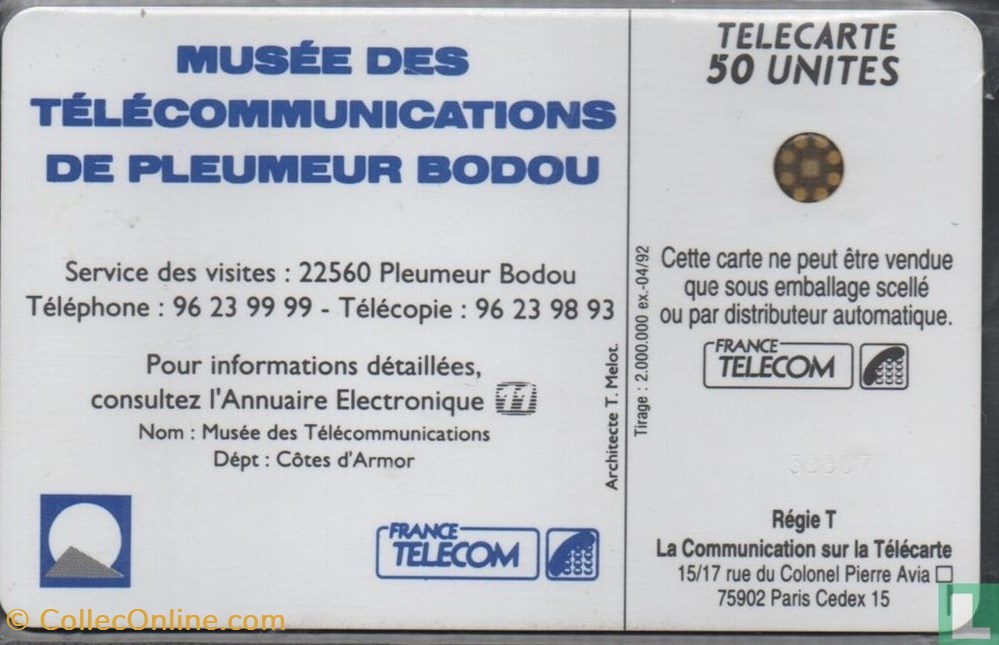 MUSÉE DES
TÉLÉCOMMUNICATIONS
DE PLEUMEUR BODOU
Service des visites : 22560 Pleumeur Bodou
Téléphone : 96 23 99 99 - Télécopie : 96 23 98 93
Pour informations détaillées,
consultez l'Annuaire Electronique 11
Nom : Musée des Télécommunications
Dépt : Côtes d'Armor
FRANCE
TELECOM
Architecte T. Melot.
Tirage : 2.000.000 ex.-04/92
TELECARTE
50 UNITES
Cette carte ne peut être vendue
que sous emballage scellé
ou par distributeur automatique.
FRANCE
TELECOM
Régie T
La Communication sur la Télécarte
15/17 rue du Colonel Pierre Avia
75902 Paris Cedex 15
© CollecOnline.com
L